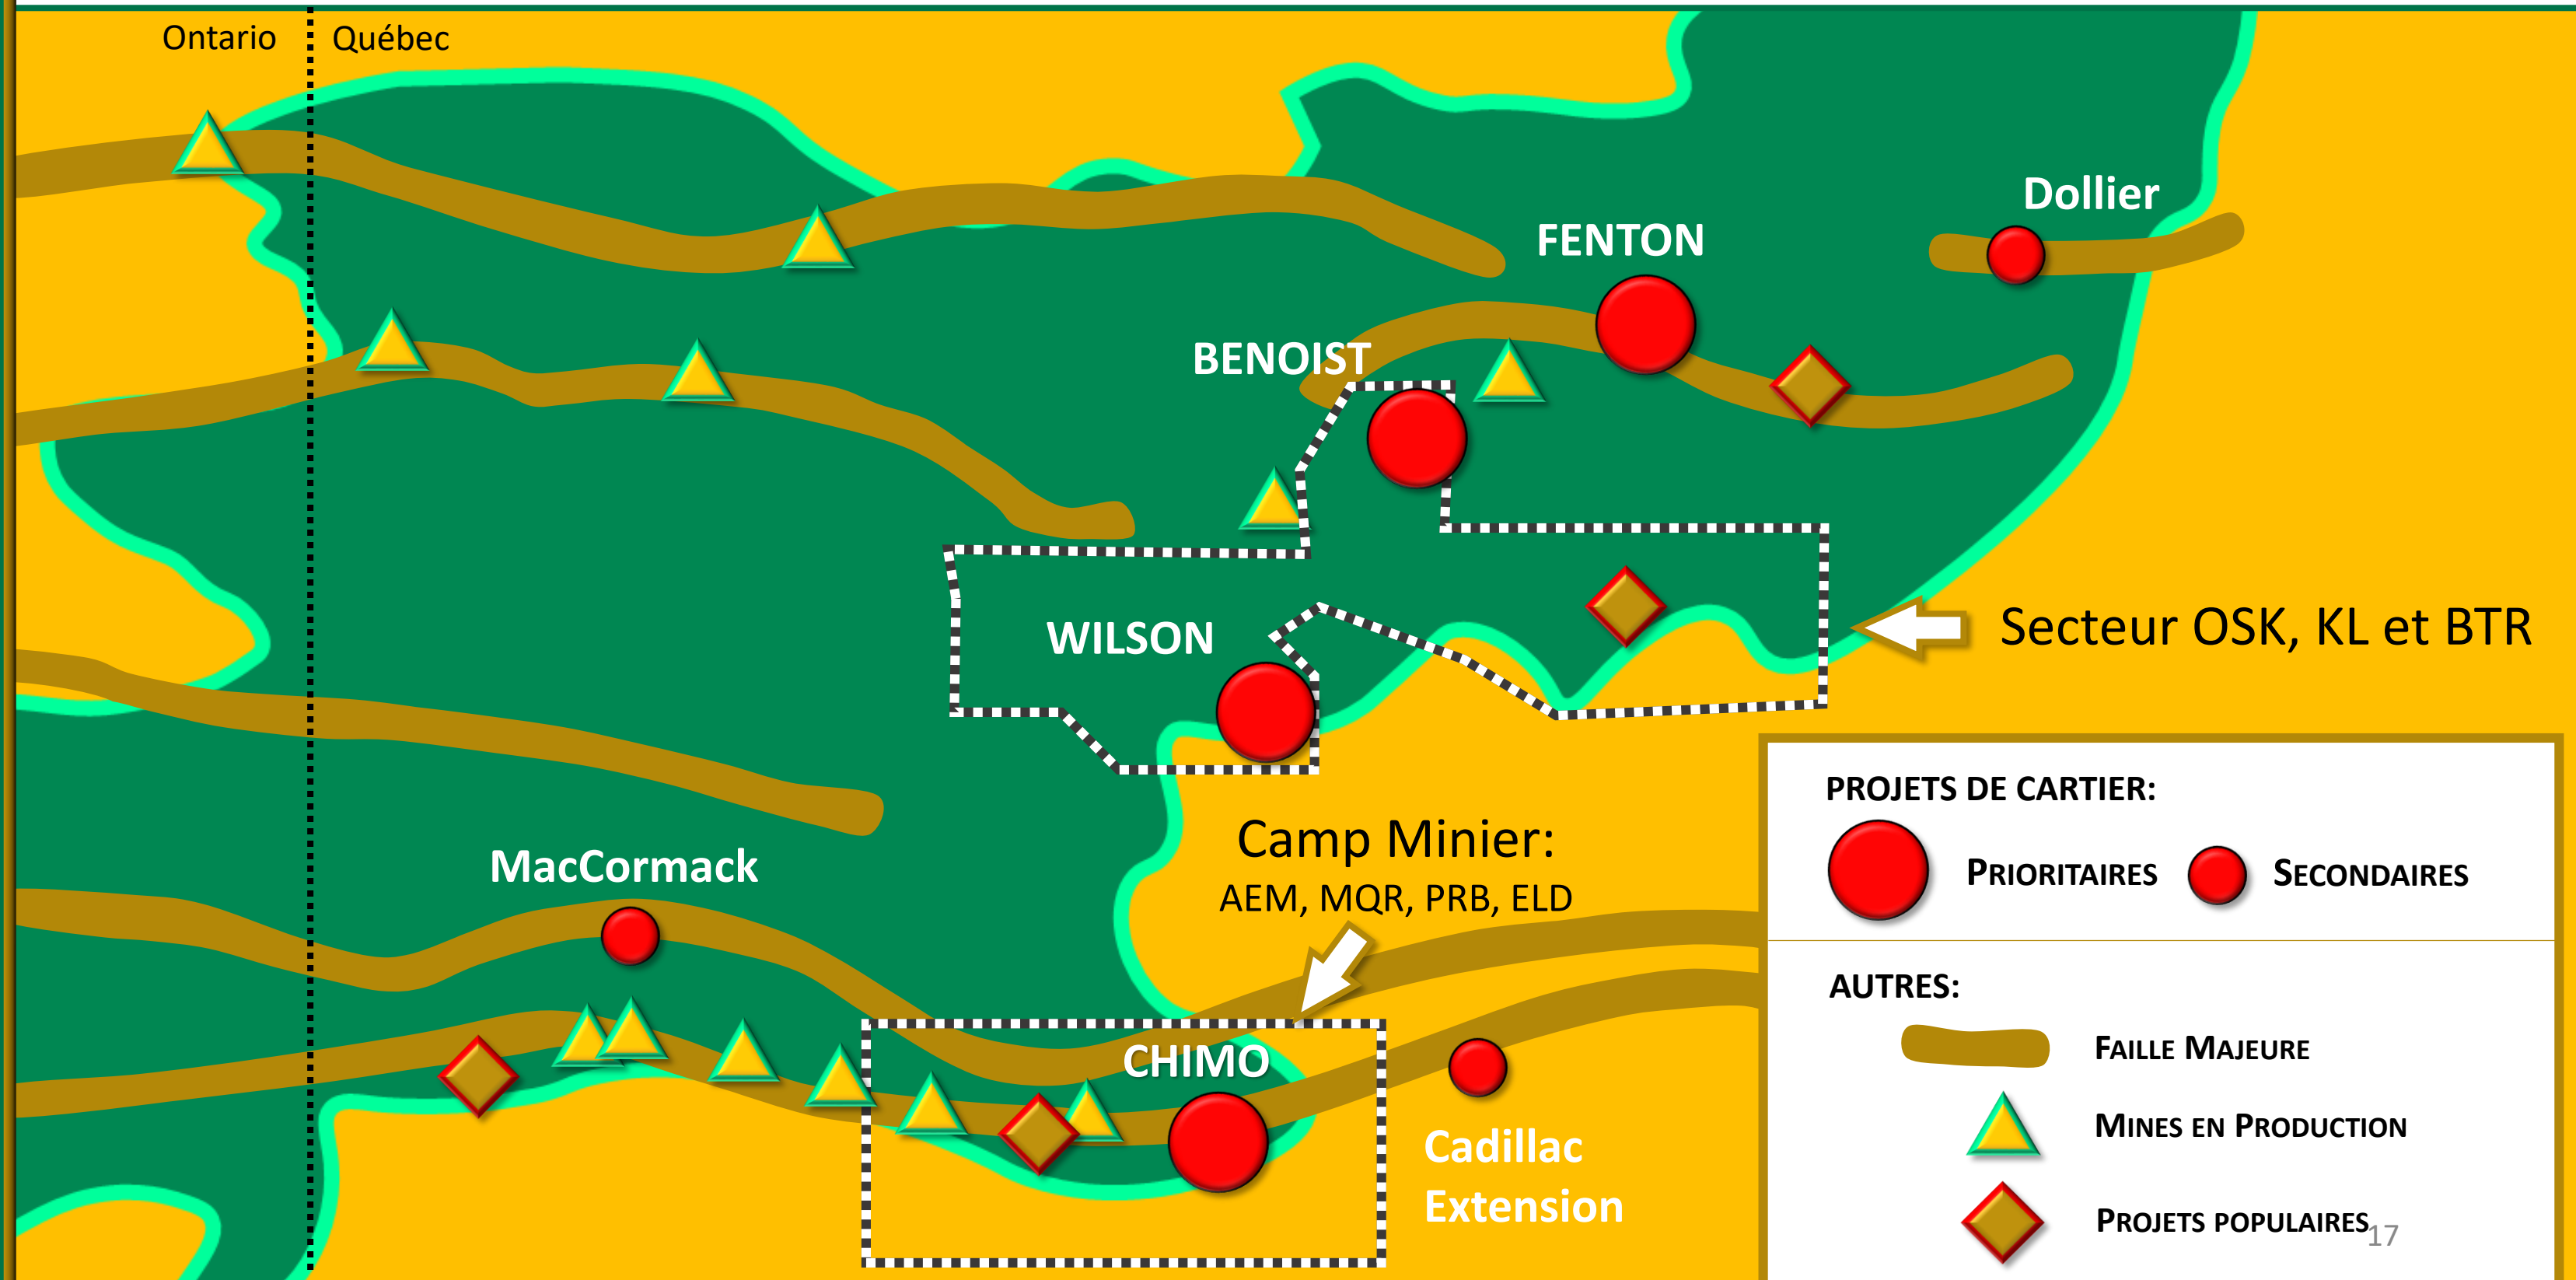 Ontario
Québec
Dollier
FENTON
BENOIST
WILSON
Secteur OSK, KL et BTR
MacCormack
Camp Minier:
AEM, MQR, PRB, ELD
CHIMO
Cadillac
Extension
PROJETS DE CARTIER:
PRIORITAIRES
SECONDAIRES
AUTRES:
FAILLE MAJEURE
MINES EN PRODUCTION
PROJETS POPULAIRES
17